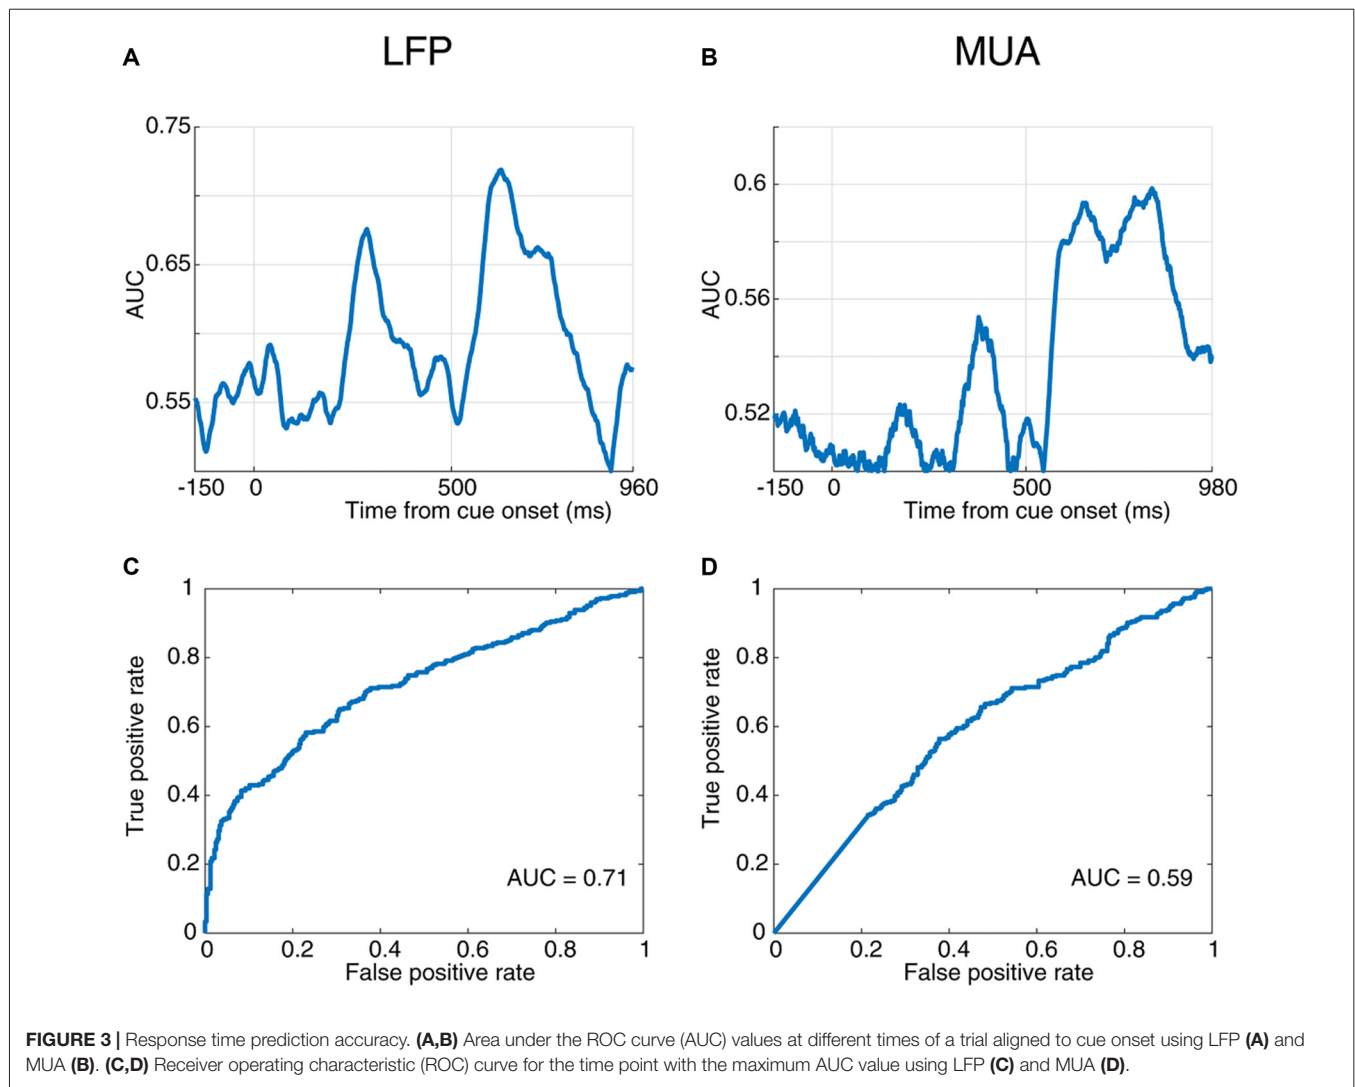 A
LFP
B
MUA
0.75
0.65
0.55
AUC
-150
0
500
960
Time from cue onset (ms)
0.6
0.56
0.52
AUC
-150
0
500
980
Time from cue onset (ms)
C
1
0.8
0.6
0.4
0.2
0
True positive rate
AUC = 0.71
0
0.2
0.4
0.6
0.8
1
False positive rate
D
1
0.8
0.6
0.4
0.2
0
True positive rate
AUC = 0.59
0
0.2
0.4
0.6
0.8
1
False positive rate
FIGURE 3 | Response time prediction accuracy. (A,B) Area under the ROC curve (AUC) values at different times of a trial aligned to cue onset using LFP (A) and
MUA (B). (C,D) Receiver operating characteristic (ROC) curve for the time point with the maximum AUC value using LFP (C) and MUA (D).